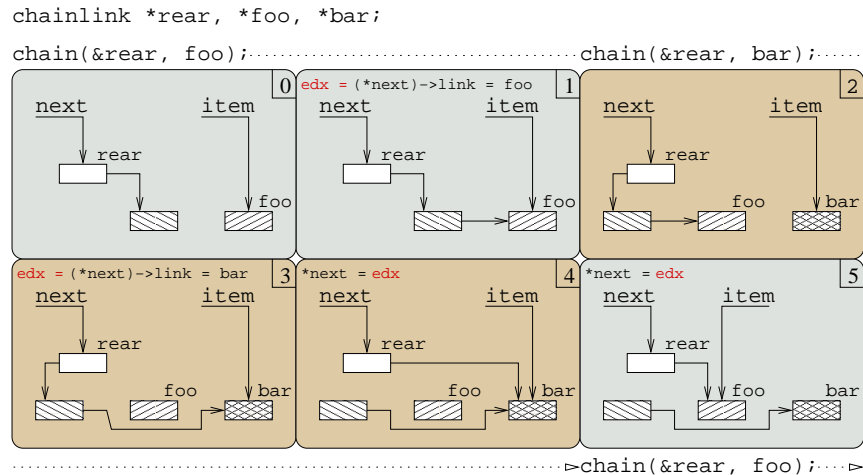 chainlink *rear, *foo, *bar;
chain(&rear, foo); chain(&rear, bar);
0
next item
rear
foo
edx = (*next)->link = foo 1
next item
rear
foo
2
next item
rear
foo bar
edx = (*next)->link = bar 3
next item
rear
foo bar
*next = edx 4
next item
rear
foo bar
*next = edx 5
next item
rear
foo bar
chain(&rear, foo);